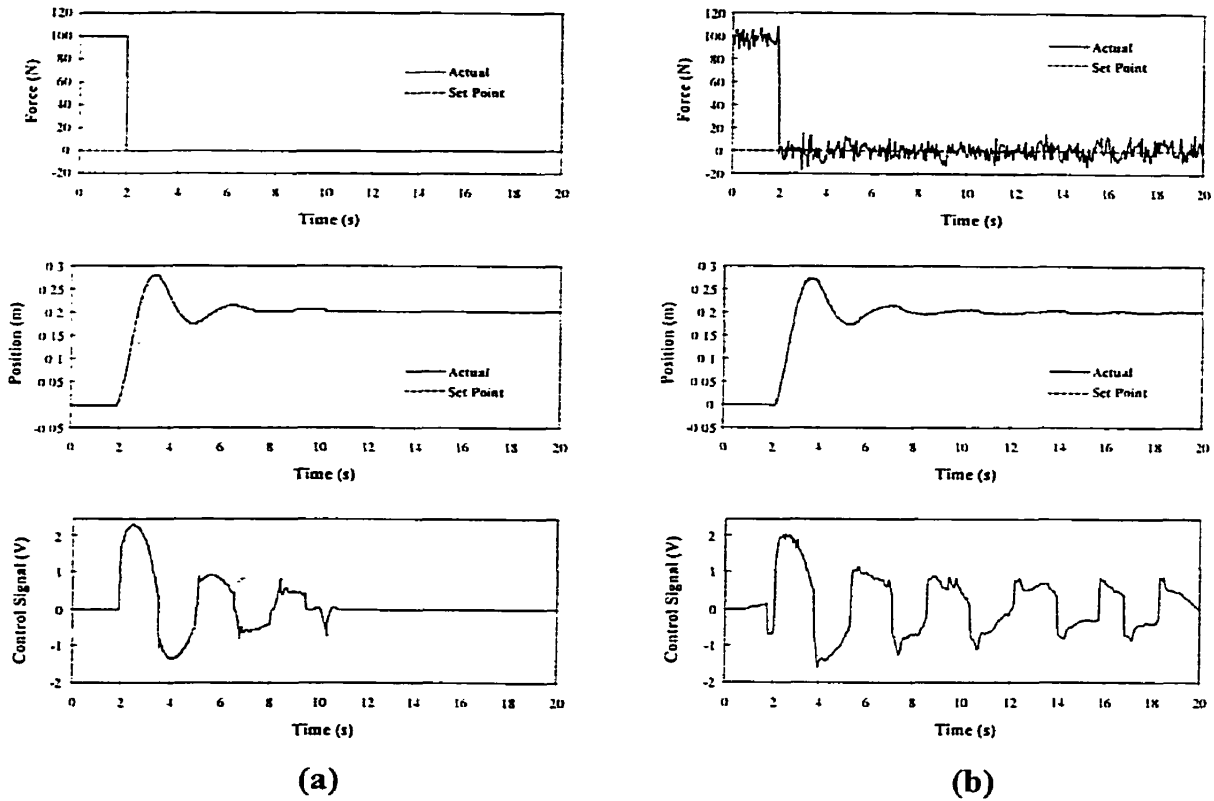 120
100
80
60
40
20
0
-20
Force (N)
Actual
Set Point
0 2 4 6 8 10 12 14 16 18 20
Time (s)
0.3
0.25
0.2
0.15
0.1
0.05
0
-0.05
Position (m)
Actual
Set Point
0 2 4 6 8 10 12 14 16 18 20
Time (s)
2
1
0
-1
-2
Control Signal (V)
0 2 4 6 8 10 12 14 16 18 20
Time (s)
(a)
120
100
80
60
40
20
0
-20
Force (N)
Actual
Set Point
0 2 4 6 8 10 12 14 16 18 20
Time (s)
0.3
0.25
0.2
0.15
0.1
0.05
0
-0.05
Position (m)
Actual
Set Point
0 2 4 6 8 10 12 14 16 18 20
Time (s)
2
1
0
-1
-2
Control Signal (V)
0 2 4 6 8 10 12 14 16 18 20
Time (s)
(b)